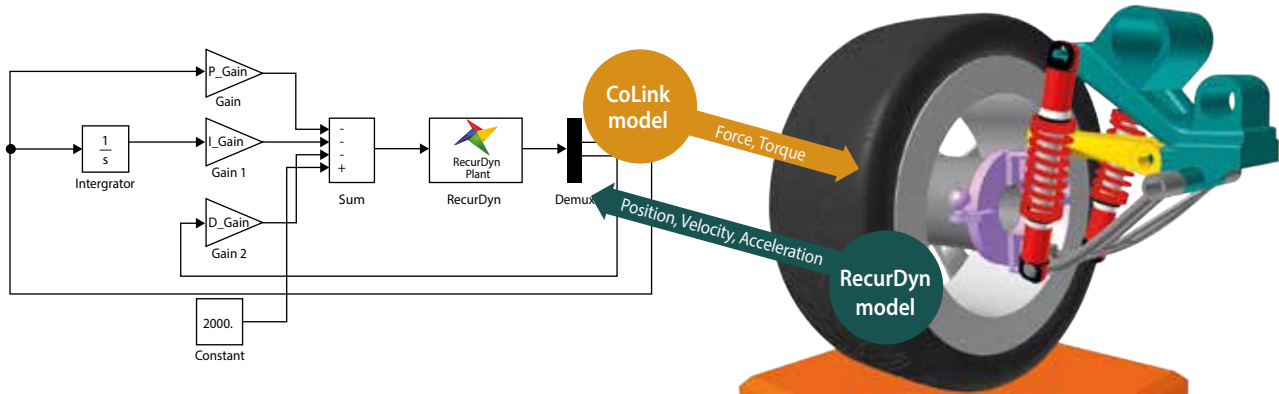 P_Gain
Gain
1
s
Intergrator
I_Gain
Gain 1
D_Gain
Gain 2
2000.
Constant
-
-
-
+
Sum
RecurDyn
Plant
RecurDyn
Demux
CoLink
model
Force, Torque
Position, Velocity, Acceleration
RecurDyn
model